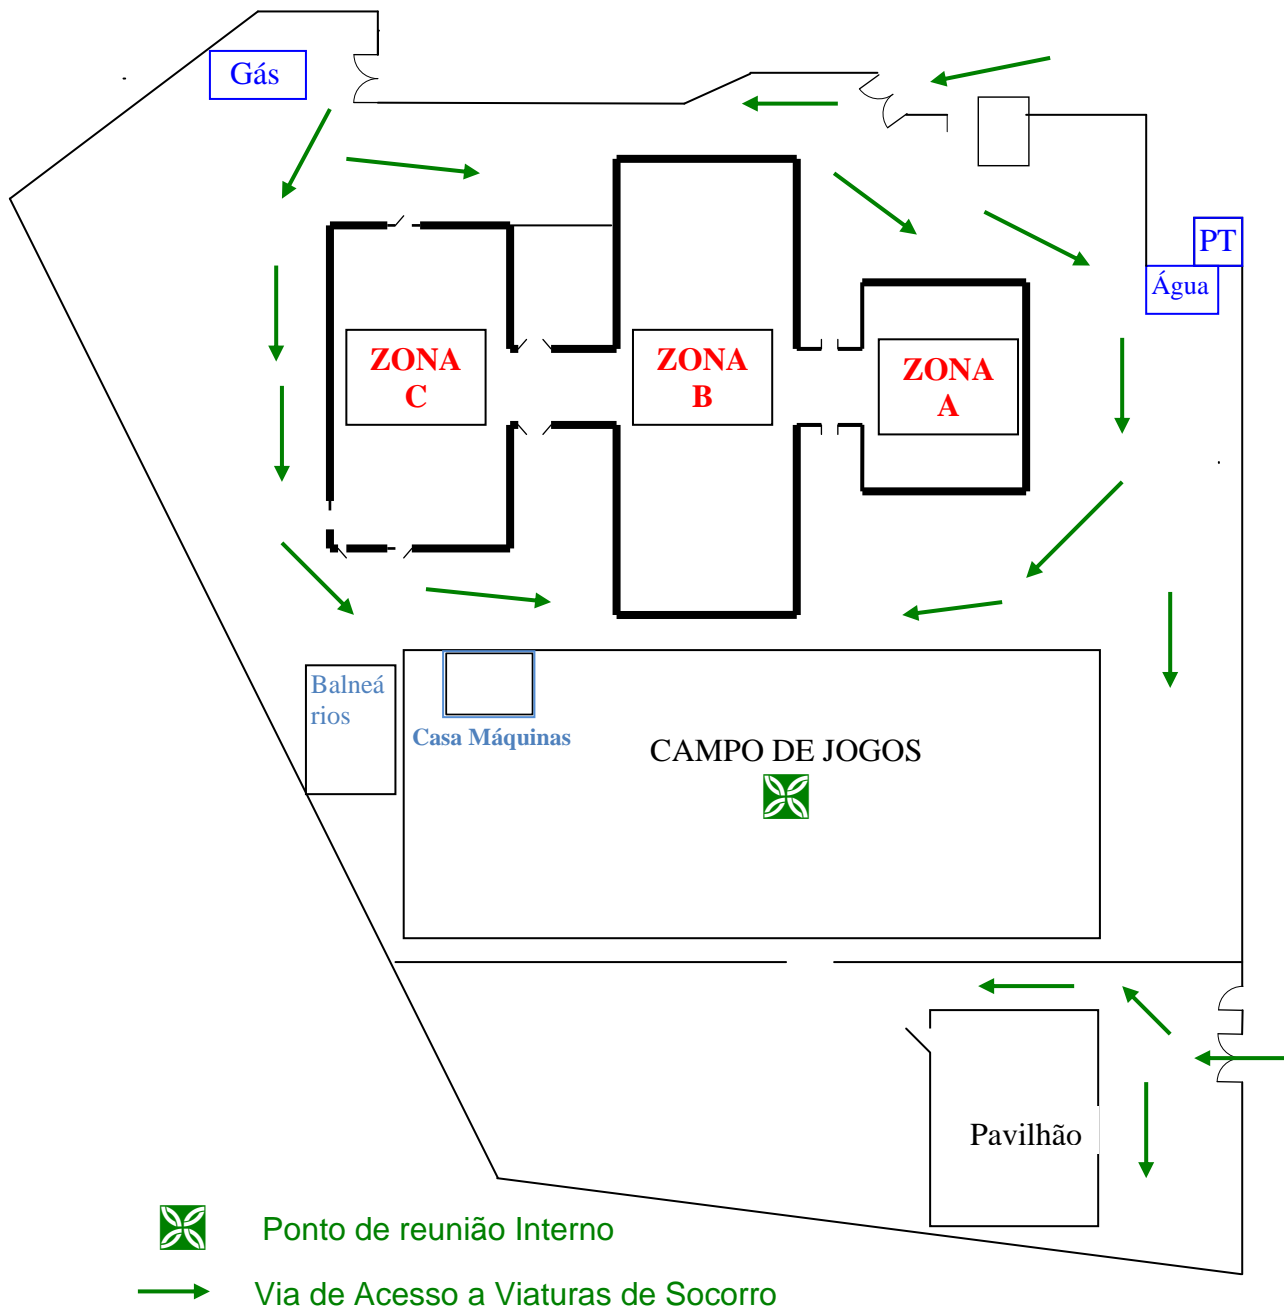 Gás
PT
Água
ZONA
C
ZONA
B
ZONA
A
Balneá
rios
Casa Máquinas
CAMPO DE JOGOS
Pavilhão
Ponto de reunião Interno
Via de Acesso a Viaturas de Socorro